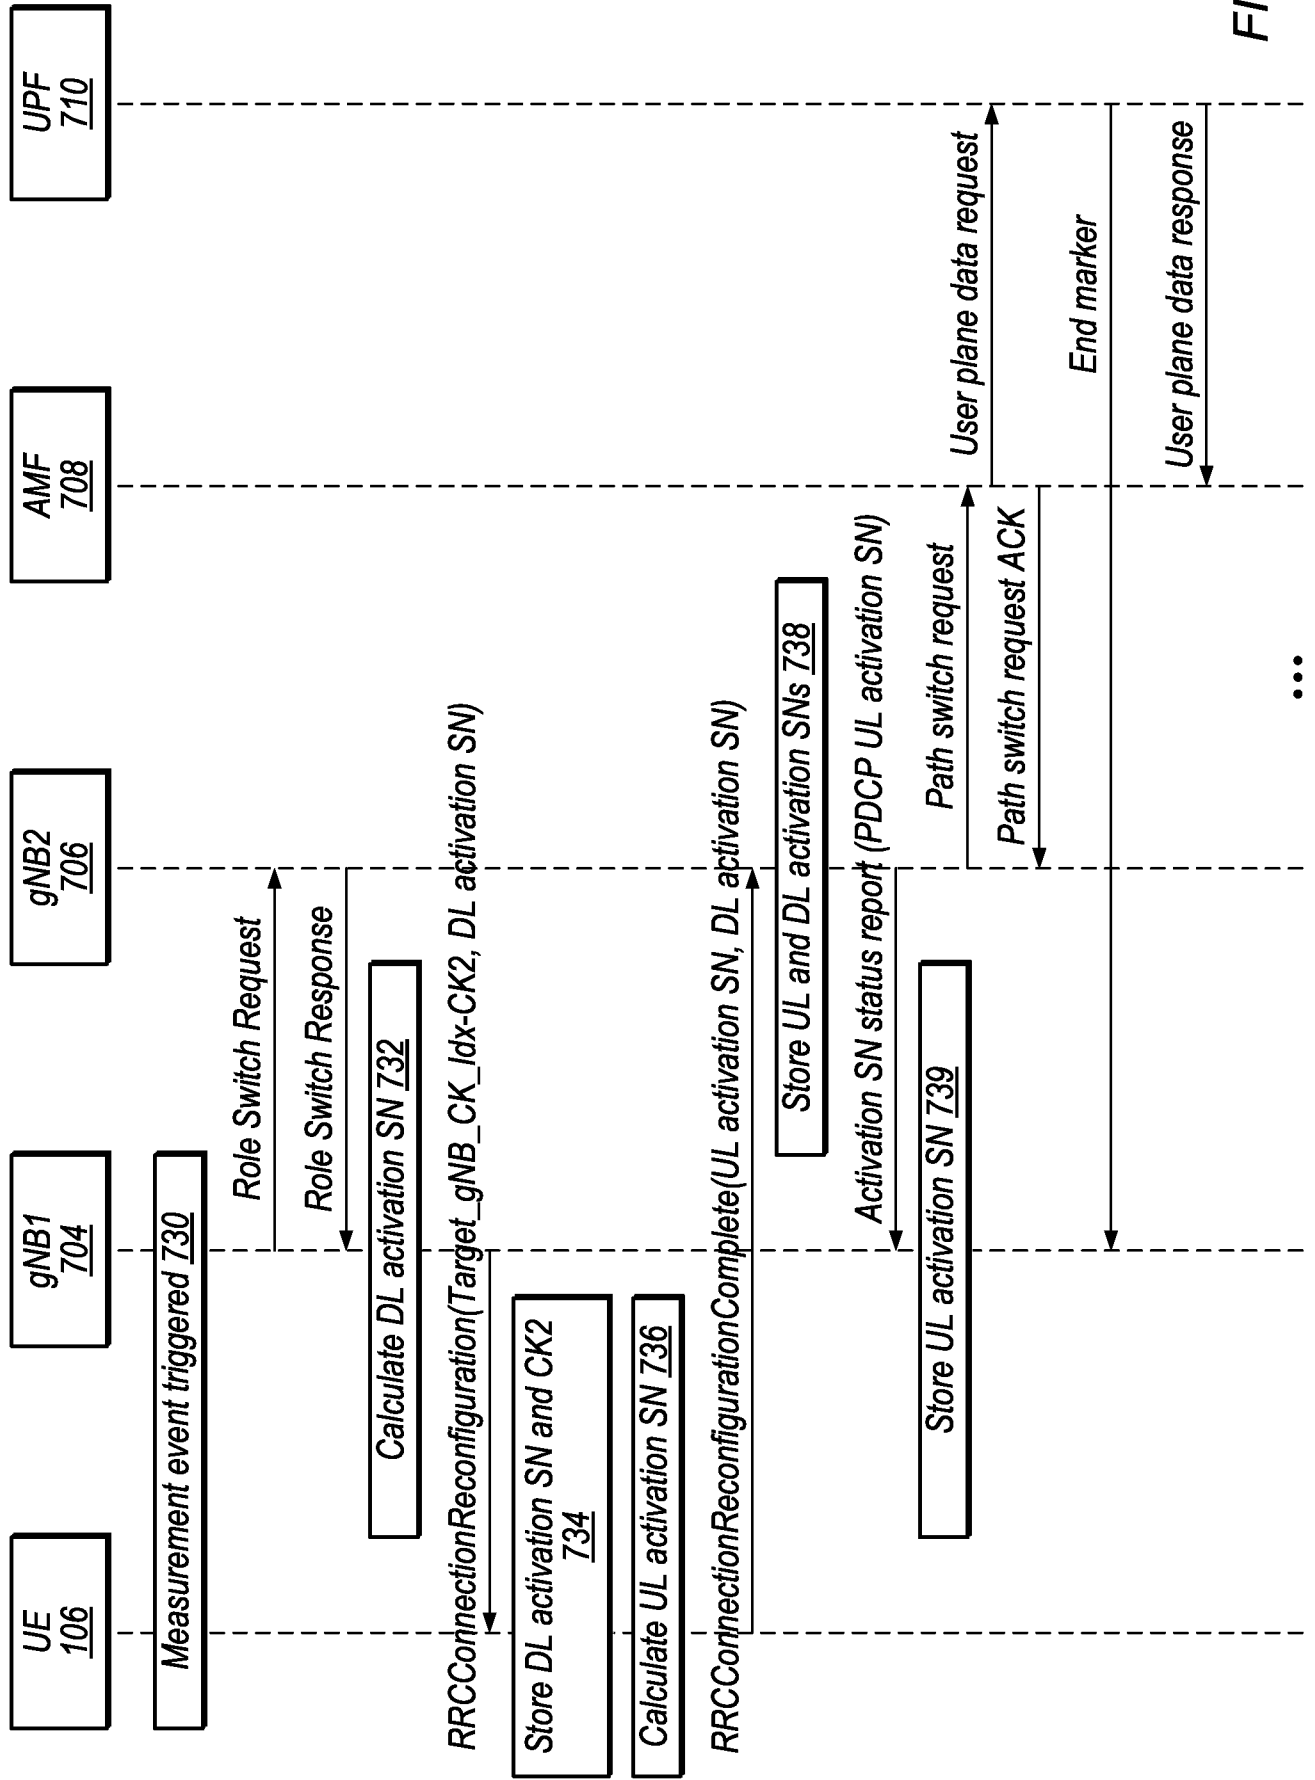 UE
106
gNB1
704
gNB2
706
AMF
708
UPF
710
Measurement event triggered 730
Role Switch Request
Role Switch Response
Calculate DL activation SN 732
RRCConnectionReconfiguration(Target_gNB_CK_Idx-CK2, DL activation SN)
Store DL activation SN and CK2
734
Calculate UL activation SN 736
RRCConnectionReconfigurationComplete(UL activation SN, DL activation SN)
Store UL and DL activation SNs 738
Activation SN status report (PDCP UL activation SN)
Store UL activation SN 739
Path switch request
User plane data request
Path switch request ACK
End marker
User plane data response
...
FI